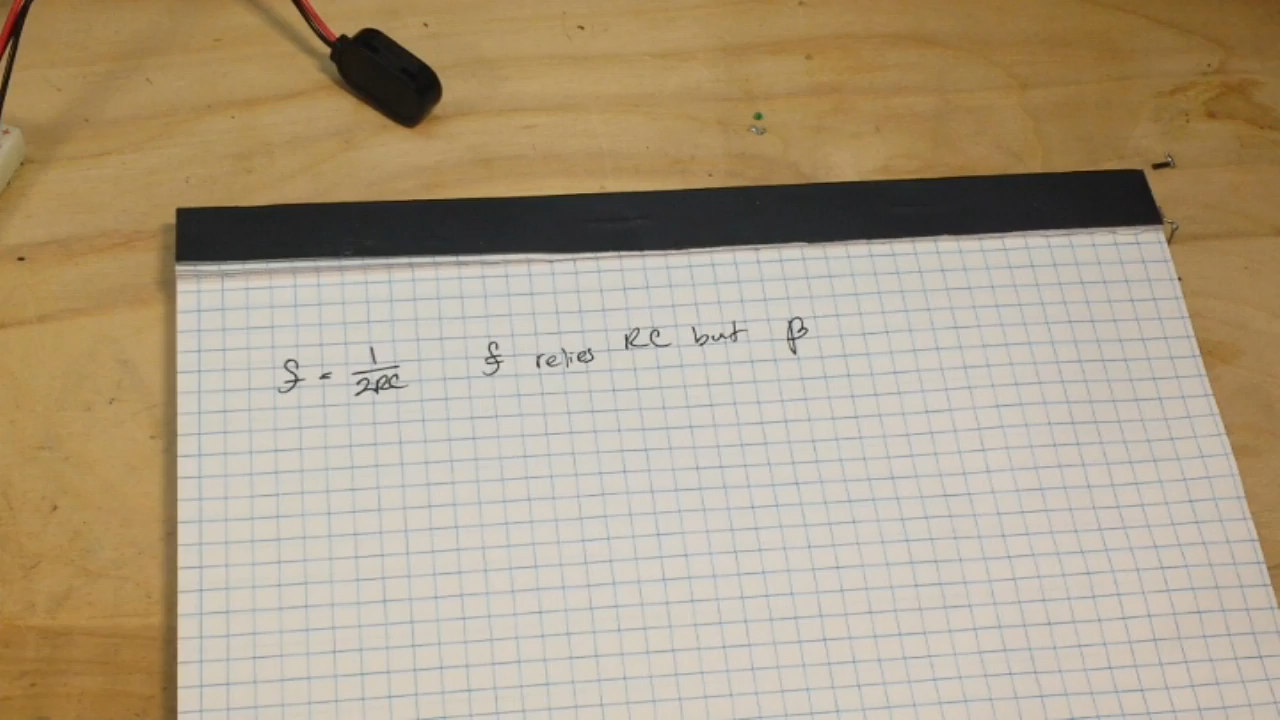 f = 1/2RC f relies RC but β